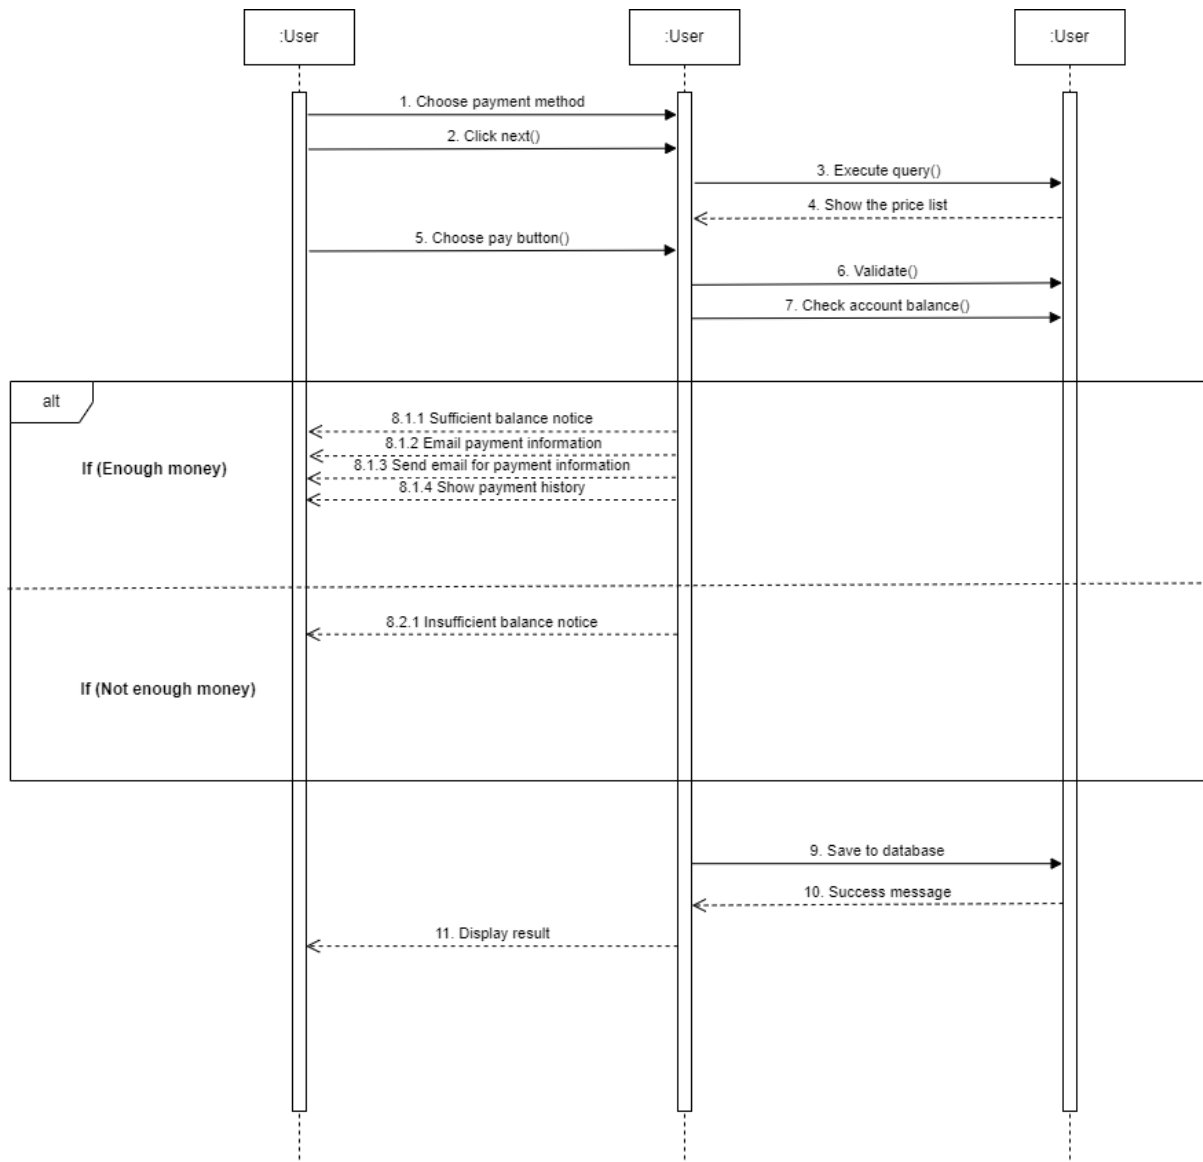 :User
:User
:User
1. Choose payment method
2. Click next()
3. Execute query()
4. Show the price list
5. Choose pay button()
6. Validate()
7. Check account balance()
alt
8.1.1 Sufficient balance notice
8.1.2 Email payment information
If (Enough money)
8.1.3 Send email for payment information
8.1.4 Show payment history
8.2.1 Insufficient balance notice
If (Not enough money)
9. Save to database
10. Success message
11. Display result